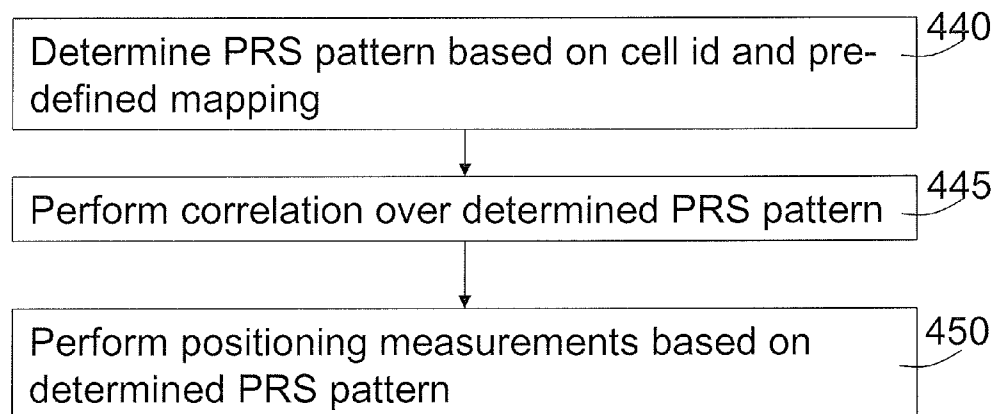 440
Determine PRS pattern based on cell id and pre-
defined mapping
445
Perform correlation over determined PRS pattern
450
Perform positioning measurements based on
determined PRS pattern